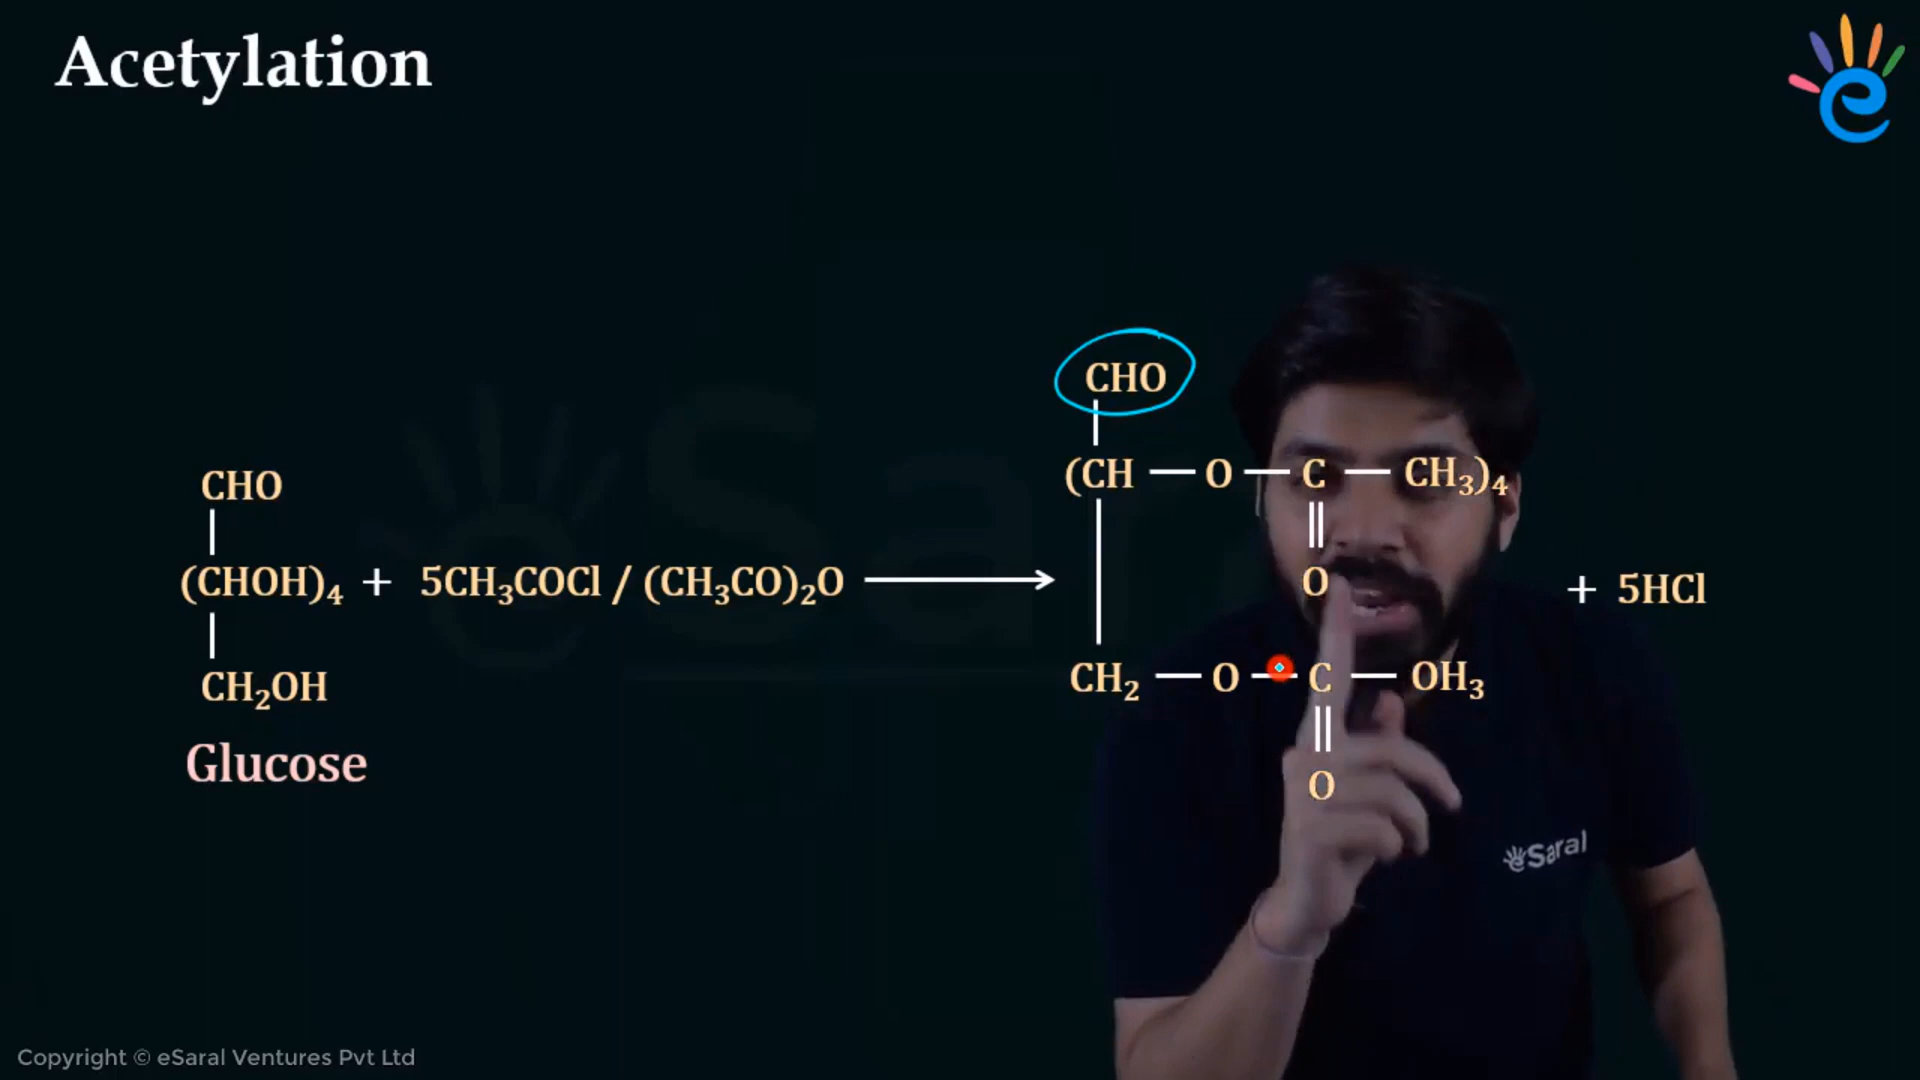 Acetylation
CHO
(CH — O — C — CH₃)₄
O
CHO
(CHOH)₄ + 5CH₃COCl / (CH₃CO)₂O
+ 5HCl
CH₂ — O — C — OH₃
O
CH₂OH
Glucose
eSaral
Copyright © eSaral Ventures Pvt Ltd